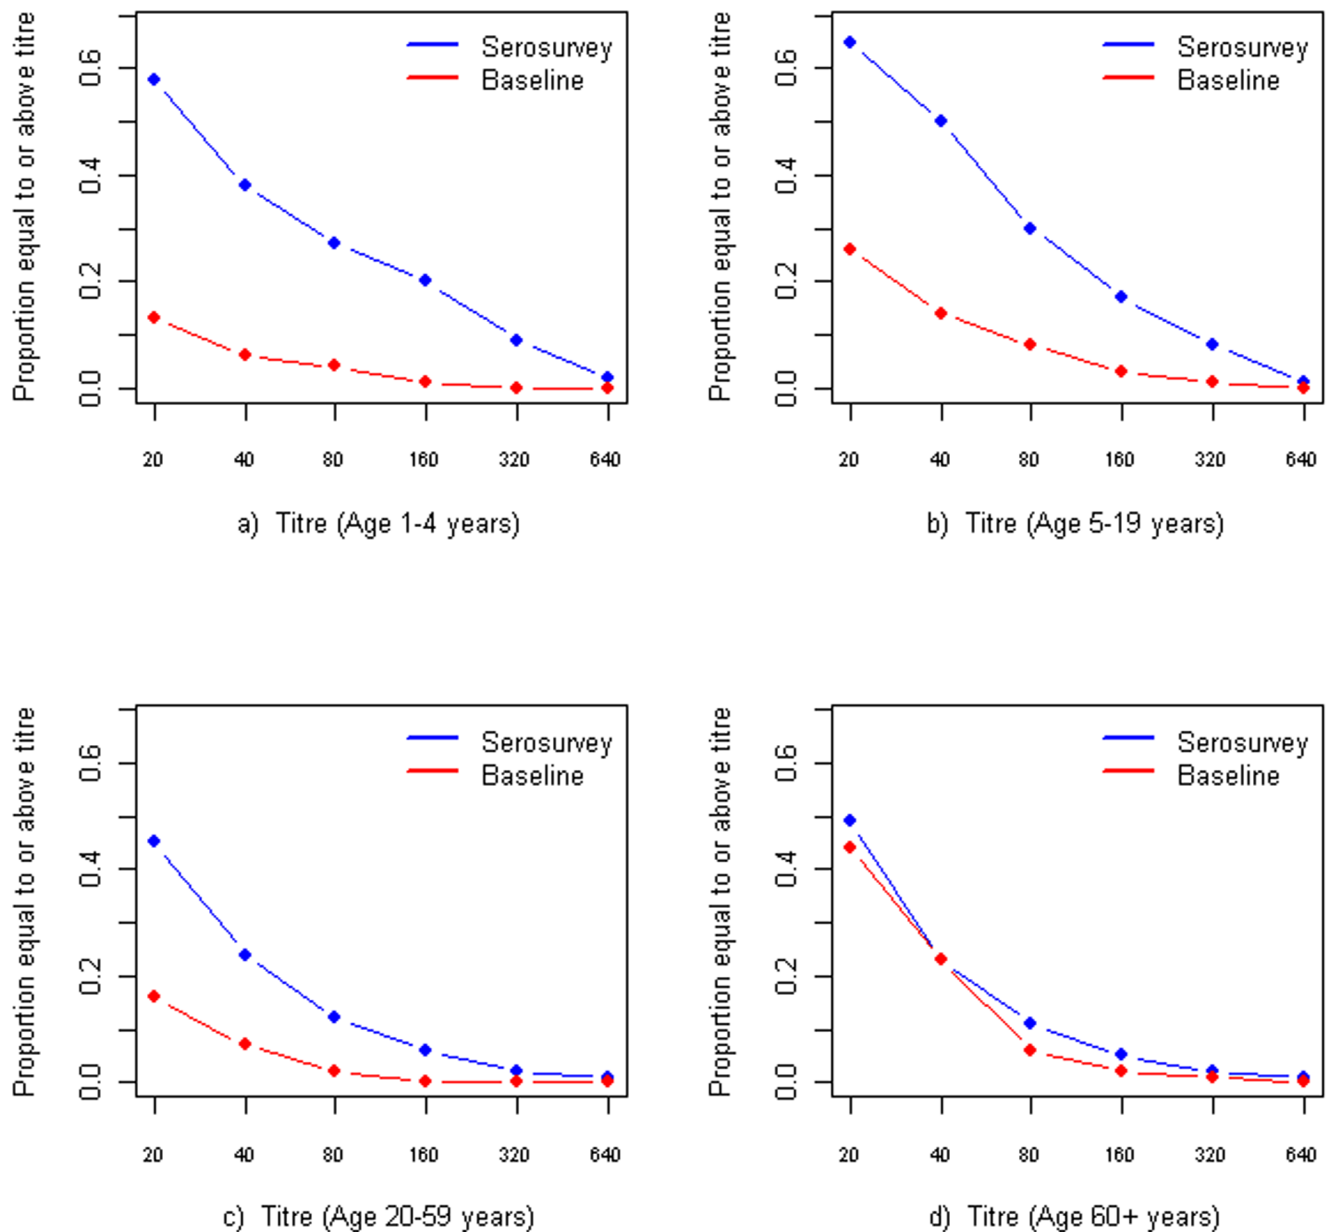 Proportion equal to or above titre
0.6
0.4
0.2
0.0
Serosurvey
Baseline
20 40 80 160 320 640
a) Titre (Age 1-4 years)
Proportion equal to or above titre
0.6
0.4
0.2
0.0
Serosurvey
Baseline
20 40 80 160 320 640
b) Titre (Age 5-19 years)
Proportion equal to or above titre
0.6
0.4
0.2
0.0
Serosurvey
Baseline
20 40 80 160 320 640
c) Titre (Age 20-59 years)
Proportion equal to or above titre
0.6
0.4
0.2
0.0
Serosurvey
Baseline
20 40 80 160 320 640
d) Titre (Age 60+ years)